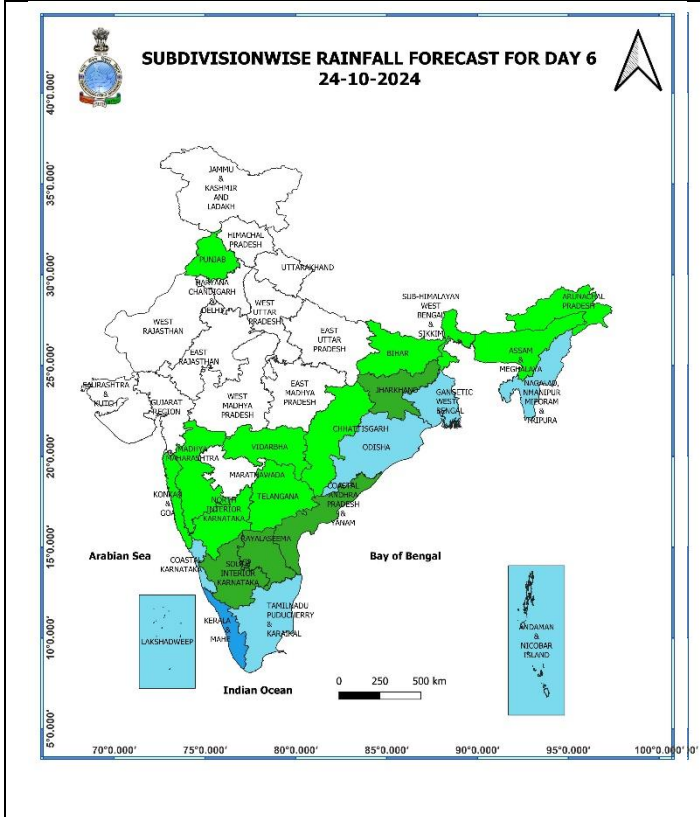 SUBDIVISIONWISE RAINFALL FORECAST FOR DAY 6
24-10-2024
40°0.000'
35°0.000'
30°0.000'
25°0.000'
20°0.000'
15°0.000'
10°0.000'
5°0.000'
JAMMU
&
KASHMIR
AND
LADAKH
HIMACHAL
PRADESH
PUNJAB
UTTARAKHAND
HARYANA
CHANDIGARH
&
DELHI
WEST
UTTAR
PRADESH
WEST
RAJASTHAN
EAST
RAJASTHAN
EAST
UTTAR
PRADESH
SUB-HIMALAYAN
WEST
BENGAL
&
SIKKIM
ARUNACHAL
PRADESH
BIHAR
ASSAM
&
MEGHALAYA
NAGALAD,
NMANIPUR
MIPORAM
&
TRIPURA
SAURASHTRA
&
KUTCH
GUJARAT
REGION
WEST
MADHYA
PRADESH
EAST
MADHYA
PRADESH
JHARKHAND
GANGETIC
WEST
BENGAL
CHHATTISGARH
ODISHA
MADHYA
MAHARASHTRA
VIDARBHA
MARATHAWADA
KONKAN
&
GOA
NORTH
INTERIOR
KARNATAKA
TELANGANA
COASTAL
ANDHRA
PRADESH
&
YANAM
RAYALASEEMA
Arabian Sea
Bay of Bengal
COASTAL
KARNATAKA
SOUTH
INTERIOR
KARNATAKA
TAMILNADU
PUDUCHERRY
&
KARAIKAL
KERALA
&
MAHE
LAKSHADWEEP
ANDAMAN
&
NICOBAR
ISLAND
Indian Ocean
0 250 500 km
70°0.000' 75°0.000' 80°0.000' 85°0.000' 90°0.000' 95°0.000'